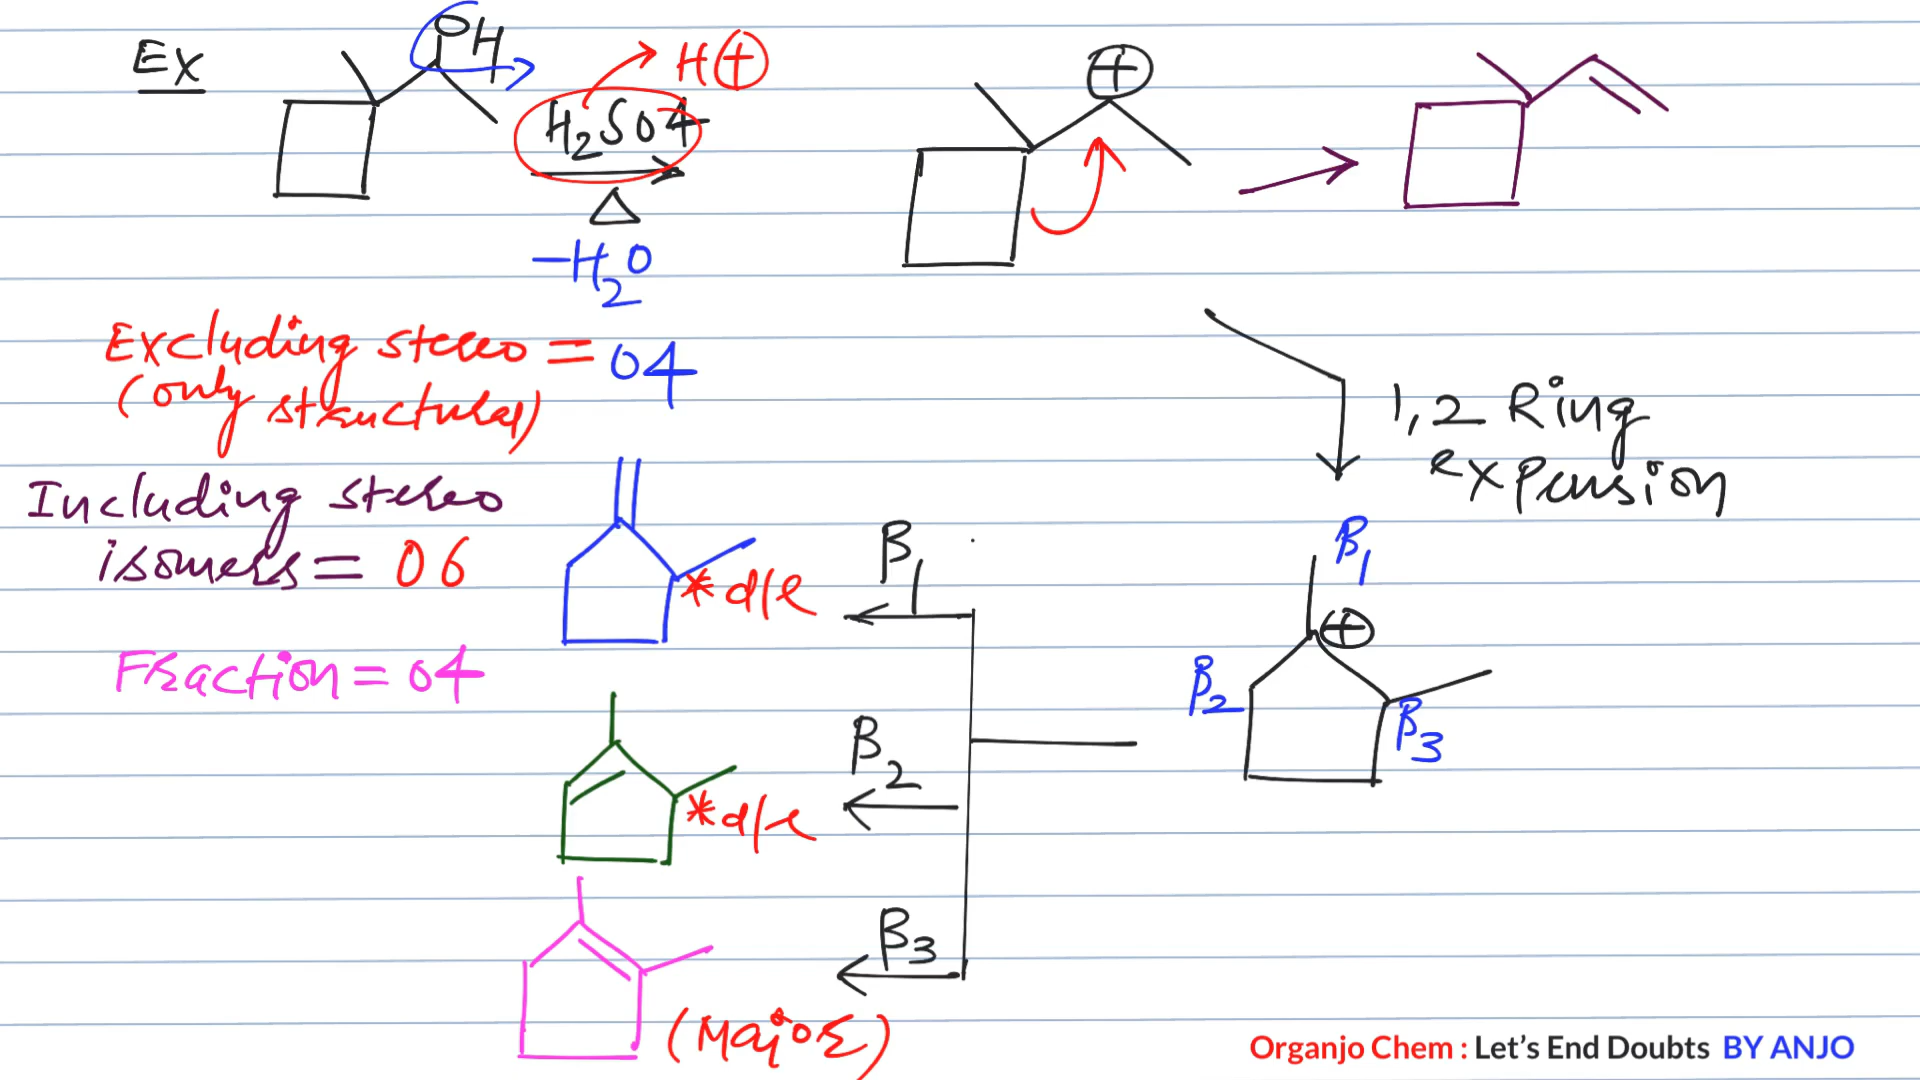 Ex
OH
H₂SO4
H⊕
Δ
-H₂O
⊕
Excluding stereo = 04
(only structural)
1,2 Ring
expension
Including stereo
isomers = 06
Fraction = 04
* d/l
β₁
β₁
⊕
β₂
β₃
β₂
* d/l
β₃
(Major)
Organjo Chem : Let's End Doubts BY ANJO